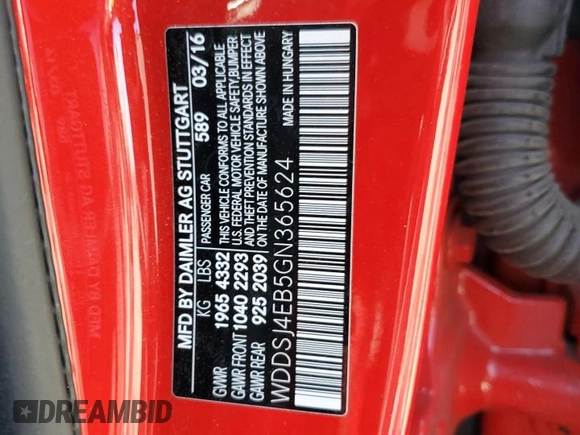 MFD BY DAIMLER AG STUTTGART
589 03/16
KG LBS PASSENGER CAR
GVWR 1965 4332
GAWR FRONT 1040 2293
GAWR REAR 925 2039
THIS VEHICLE CONFORMS TO ALL APPLICABLE
U.S. FEDERAL MOTOR VEHICLE SAFETY, BUMPER
AND THEFT PREVENTION STANDARDS IN EFFECT
ON THE DATE OF MANUFACTURE SHOWN ABOVE
MADE IN HUNGARY
WDDSJ4EB5GN365624
DREAMBID